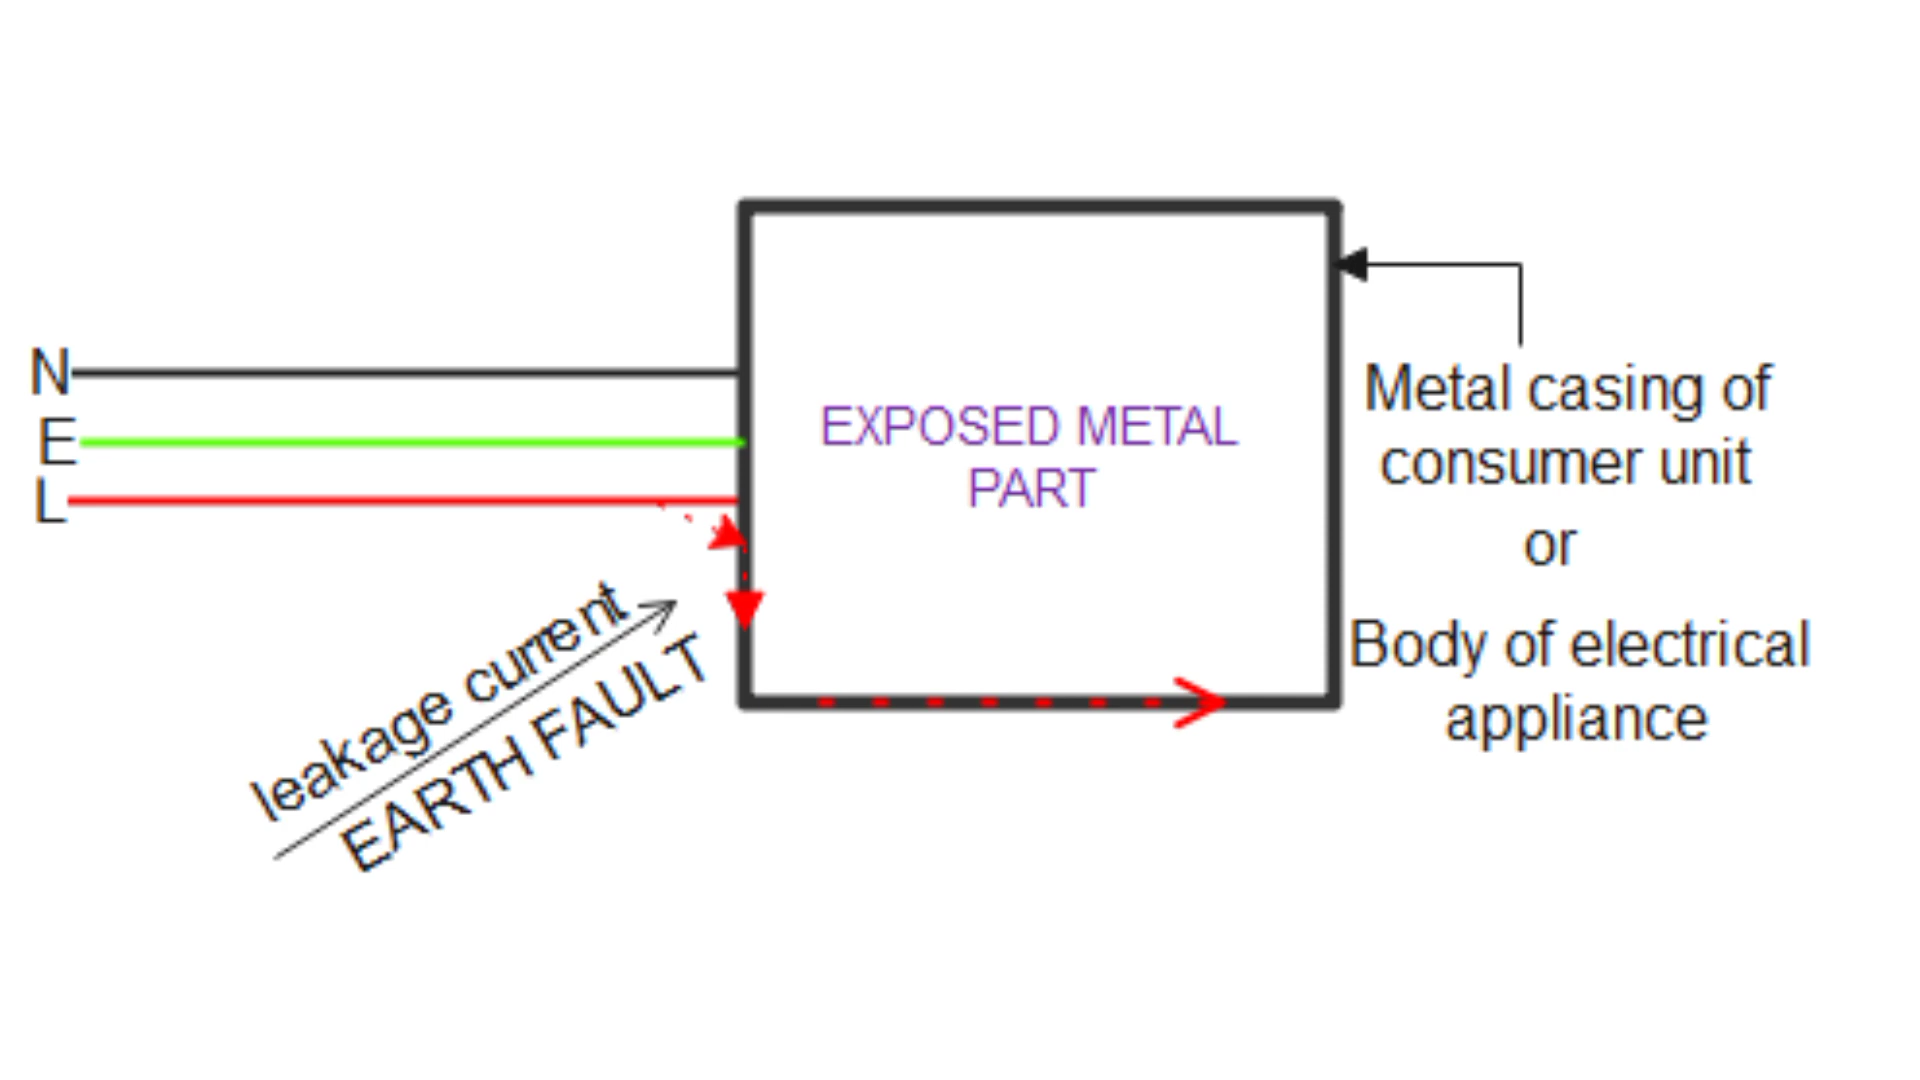 N
E
L
EXPOSED METAL
PART
Metal casing of
consumer unit
or
Body of electrical
appliance
leakage current
EARTH FAULT